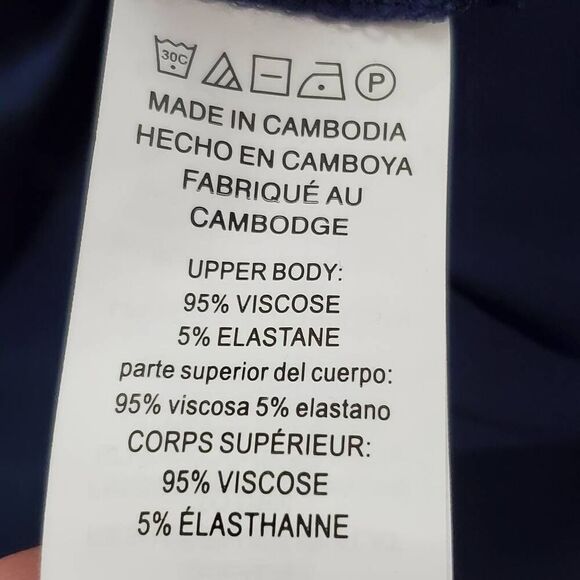 30C
P
MADE IN CAMBODIA
HECHO EN CAMBOYA
FABRIQUÉ AU
CAMBODGE
UPPER BODY:
95% VISCOSE
5% ELASTANE
parte superior del cuerpo:
95% viscosa 5% elastano
CORPS SUPÉRIEUR:
95% VISCOSE
5% ÉLASTHANNE